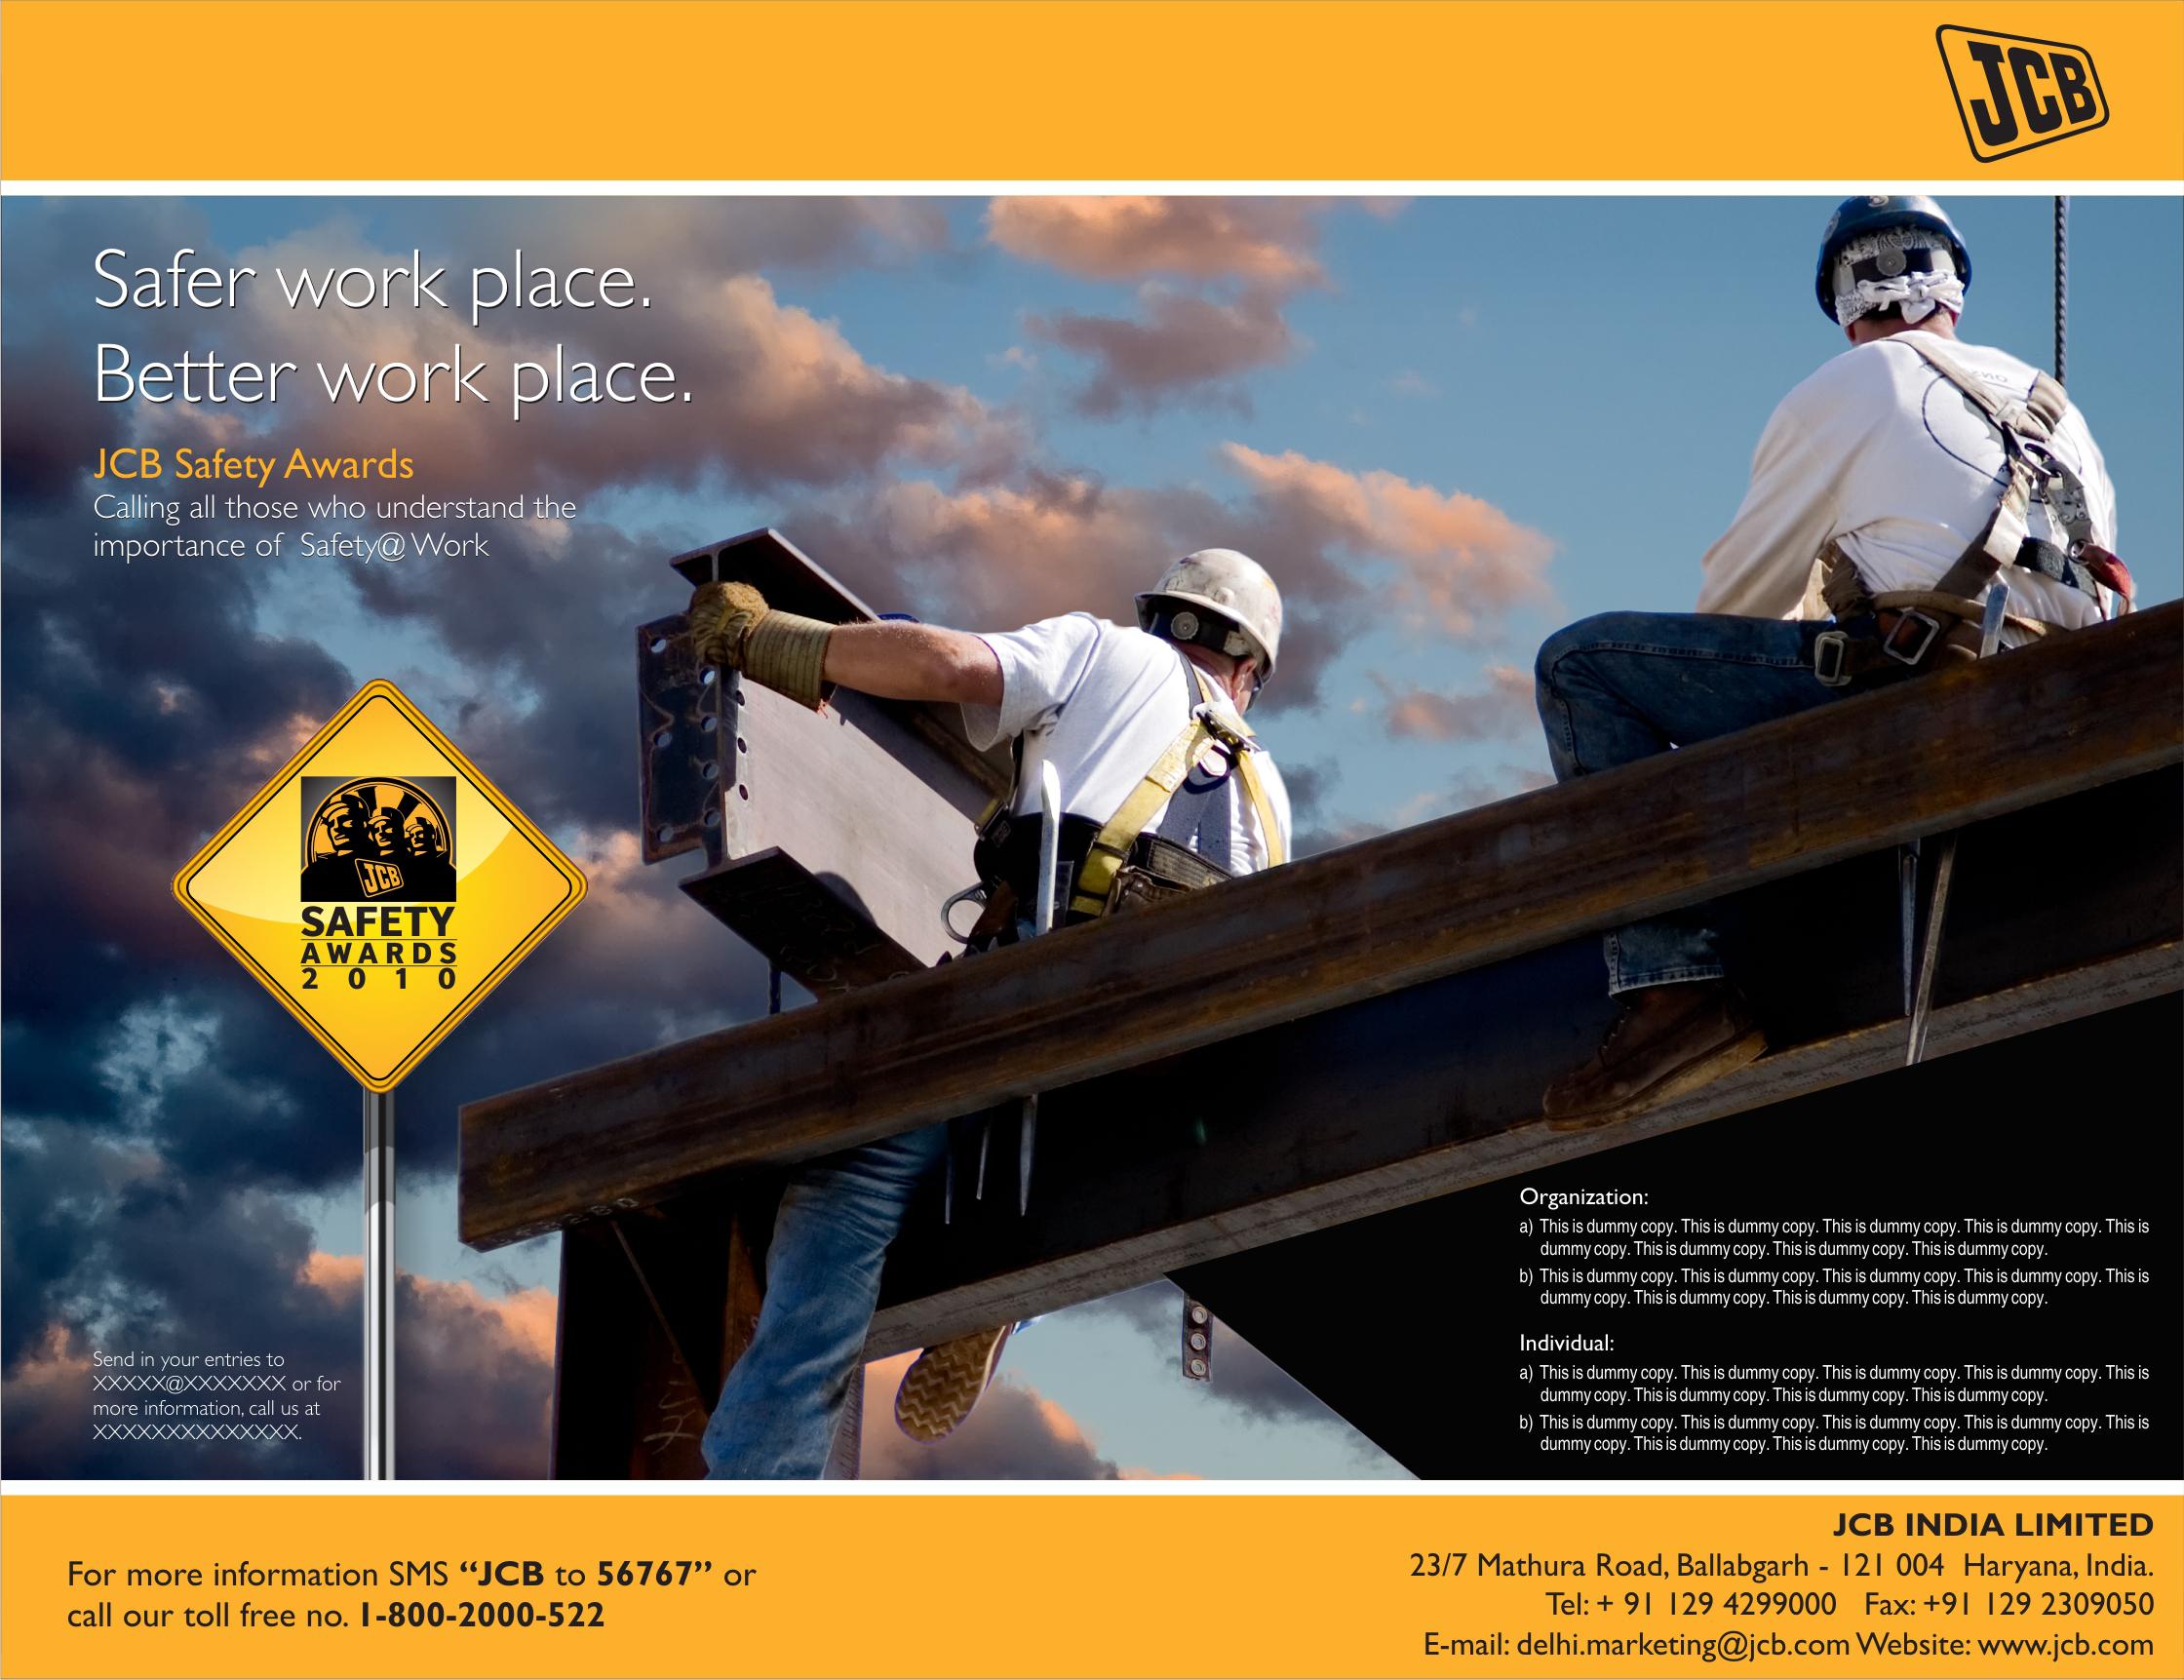 JCB
Safer work place.
Better work place.
JCB Safety Awards
Calling all those who understand the
importance of Safety@Work
JCB
SAFETY
AWARDS
2010
Send in your entries to
XXXXX@XXXXXXX or for
more information, call us at
XXXXXXXXXXXXXX.
Organization:
a) This is dummy copy. This is dummy copy. This is dummy copy. This is dummy copy. This is
dummy copy. This is dummy copy. This is dummy copy. This is dummy copy.
b) This is dummy copy. This is dummy copy. This is dummy copy. This is dummy copy. This is
dummy copy. This is dummy copy. This is dummy copy. This is dummy copy.
Individual:
a) This is dummy copy. This is dummy copy. This is dummy copy. This is dummy copy. This is
dummy copy. This is dummy copy. This is dummy copy. This is dummy copy.
b) This is dummy copy. This is dummy copy. This is dummy copy. This is dummy copy. This is
dummy copy. This is dummy copy. This is dummy copy. This is dummy copy.
For more information SMS “JCB to 56767” or
call our toll free no. 1-800-2000-522
JCB INDIA LIMITED
23/7 Mathura Road, Ballabgarh - 121 004 Haryana, India.
Tel: + 91 129 4299000 Fax: +91 129 2309050
E-mail: delhi.marketing@jcb.com Website: www.jcb.com